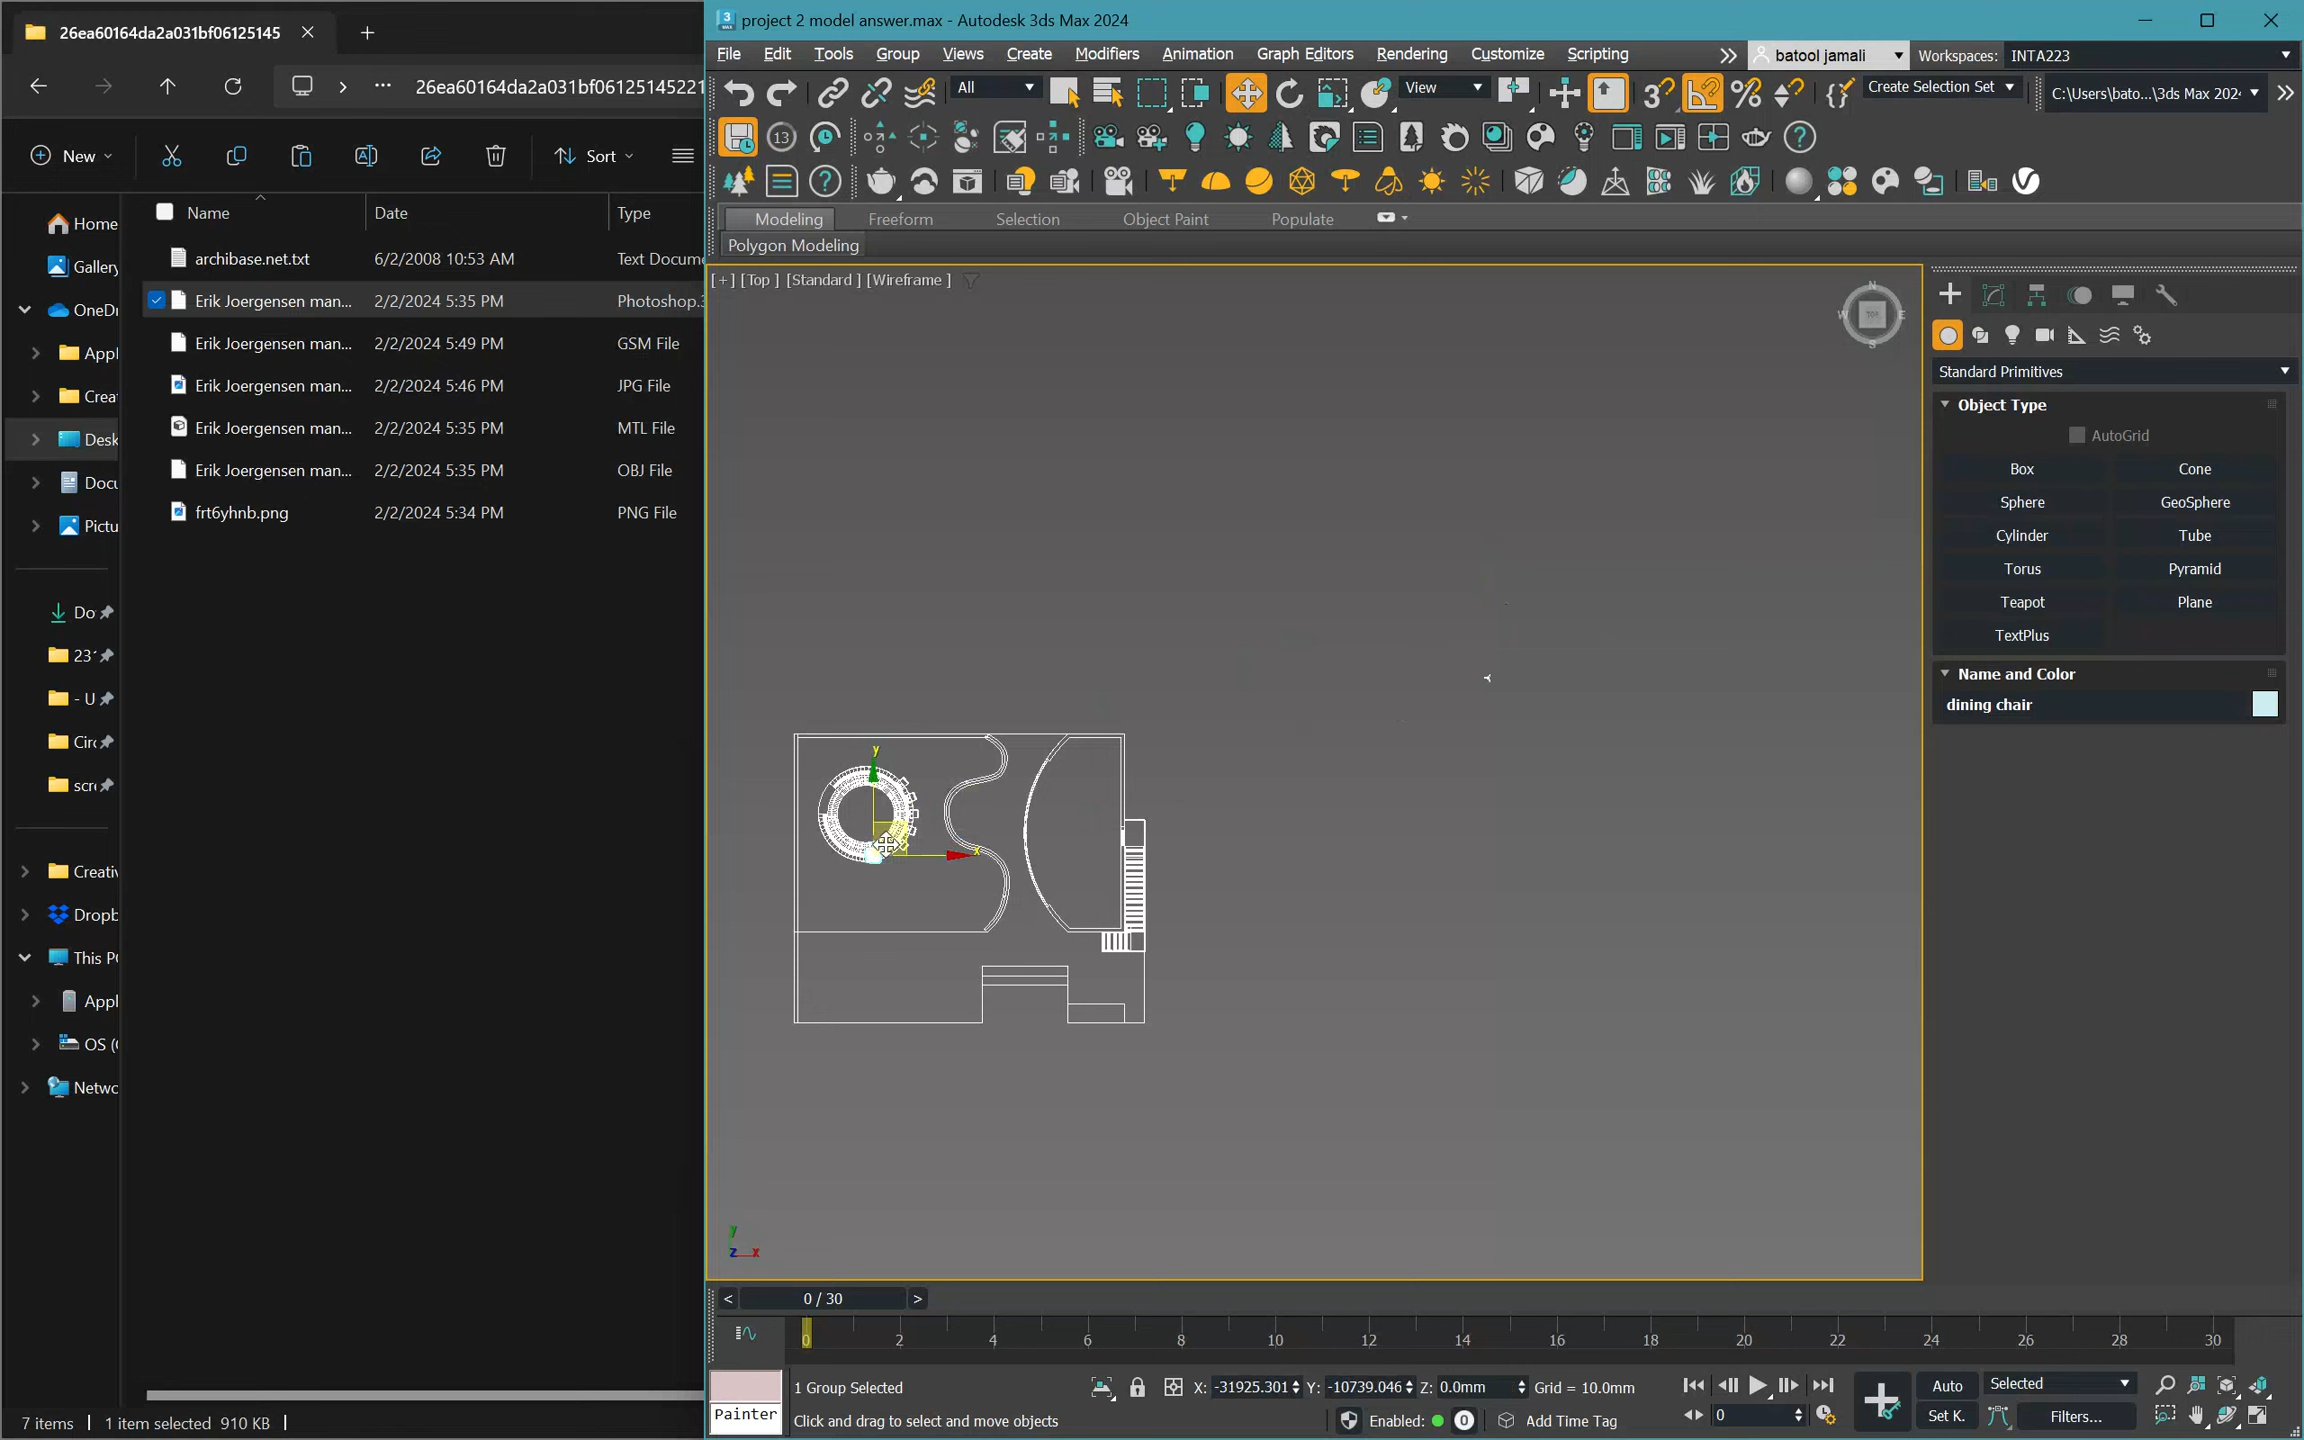 26ea60164da2a031bf06125145
26ea60164da2a031bf06125145221
New
Sort
Name
Date
Type
archibase.net.txt
6/2/2008 10:53 AM
Text Docume
Erik Joergensen man...
2/2/2024 5:35 PM
Photoshop.3
Erik Joergensen man...
2/2/2024 5:49 PM
GSM File
Erik Joergensen man...
2/2/2024 5:46 PM
JPG File
Erik Joergensen man...
2/2/2024 5:35 PM
MTL File
Erik Joergensen man...
2/2/2024 5:35 PM
OBJ File
frt6yhnb.png
2/2/2024 5:34 PM
PNG File
Home
Gallery
OneDr
Appl
Crea
Desk
Docu
Pictu
Do
23
- U
Circ
scr
Creativ
Dropb
This P
Appl
OS (
Netwo
7 items
1 item selected 910 KB
project 2 model answer.max - Autodesk 3ds Max 2024
File Edit Tools Group Views Create Modifiers Animation Graph Editors Rendering Customize Scripting
batool jamali
Workspaces: INTA223
All
View
Create Selection Set
C:\Users\bato...\3ds Max 202
13
Modeling Freeform Selection Object Paint Populate
Polygon Modeling
[+] [Top ] [Standard ] [Wireframe ]
N
W TOP E
S
y
x
y
z x
Standard Primitives
Object Type
AutoGrid
Box Cone
Sphere GeoSphere
Cylinder Tube
Torus Pyramid
Teapot Plane
TextPlus
Name and Color
dining chair
< 0 / 30 >
0 2 4 6 8 10 12 14 16 18 20 22 24 26 28 30
Painter
1 Group Selected
X: -31925.301 Y: -10739.046 Z: 0.0mm Grid = 10.0mm
Click and drag to select and move objects
Enabled: 0 Add Time Tag
0
Auto Selected
Set K. Filters...